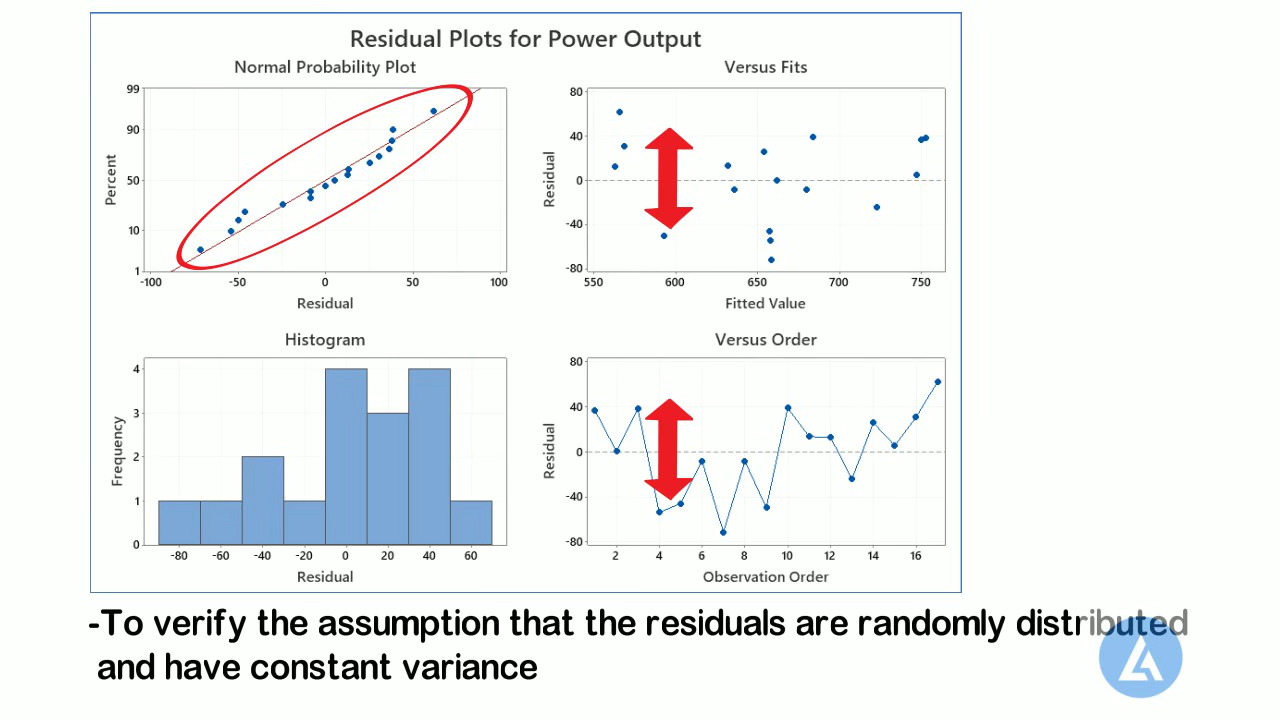 Residual Plots for Power Output
Normal Probability Plot
99
90
50
10
1
Percent
-100 -50 0 50 100
Residual
Versus Fits
80
40
0
-40
-80
Residual
550 600 650 700 750
Fitted Value
Histogram
4
3
2
1
0
Frequency
-80 -60 -40 -20 0 20 40 60
Residual
Versus Order
80
40
0
-40
-80
Residual
2 4 6 8 10 12 14 16
Observation Order
-To verify the assumption that the residuals are randomly distributed
and have constant variance